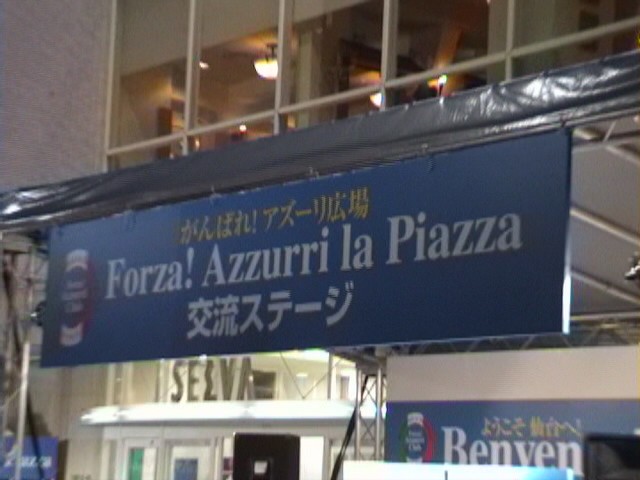 がんばれ！アズーリ広場
Forza! Azzurri la Piazza
交流ステージ
SELVA
ようこそ 仙台へ!
Benven